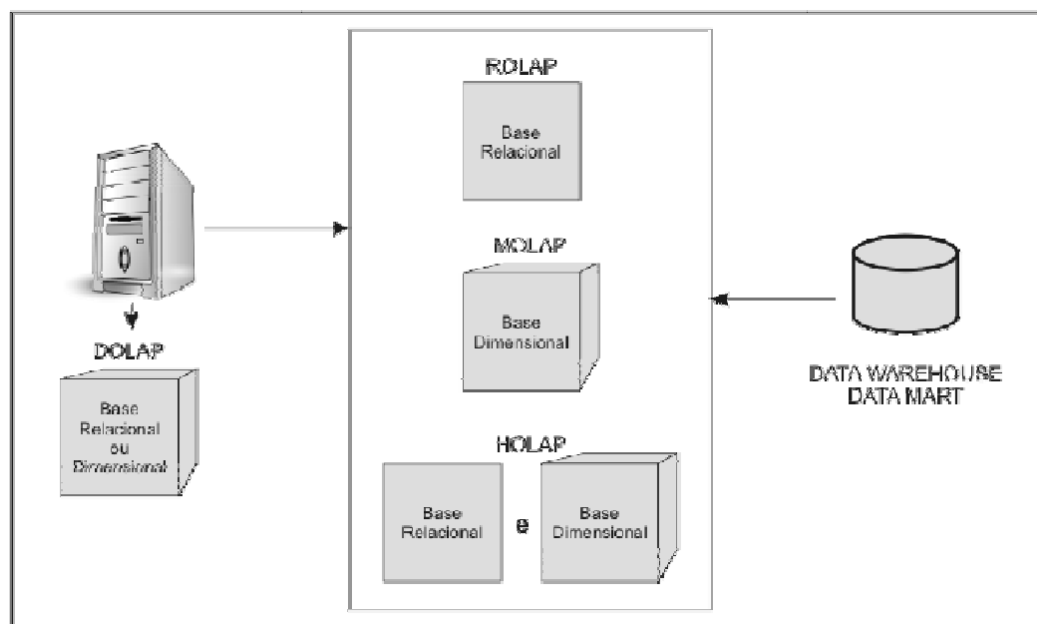 ROLAP
Base
Relacional
MOLAP
Base
Dimensional
HOLAP
Base
Relacional
e
Base
Dimensional
DOLAP
Base
Relacional
ou
Dimensional
DATA WAREHOUSE
DATA MART